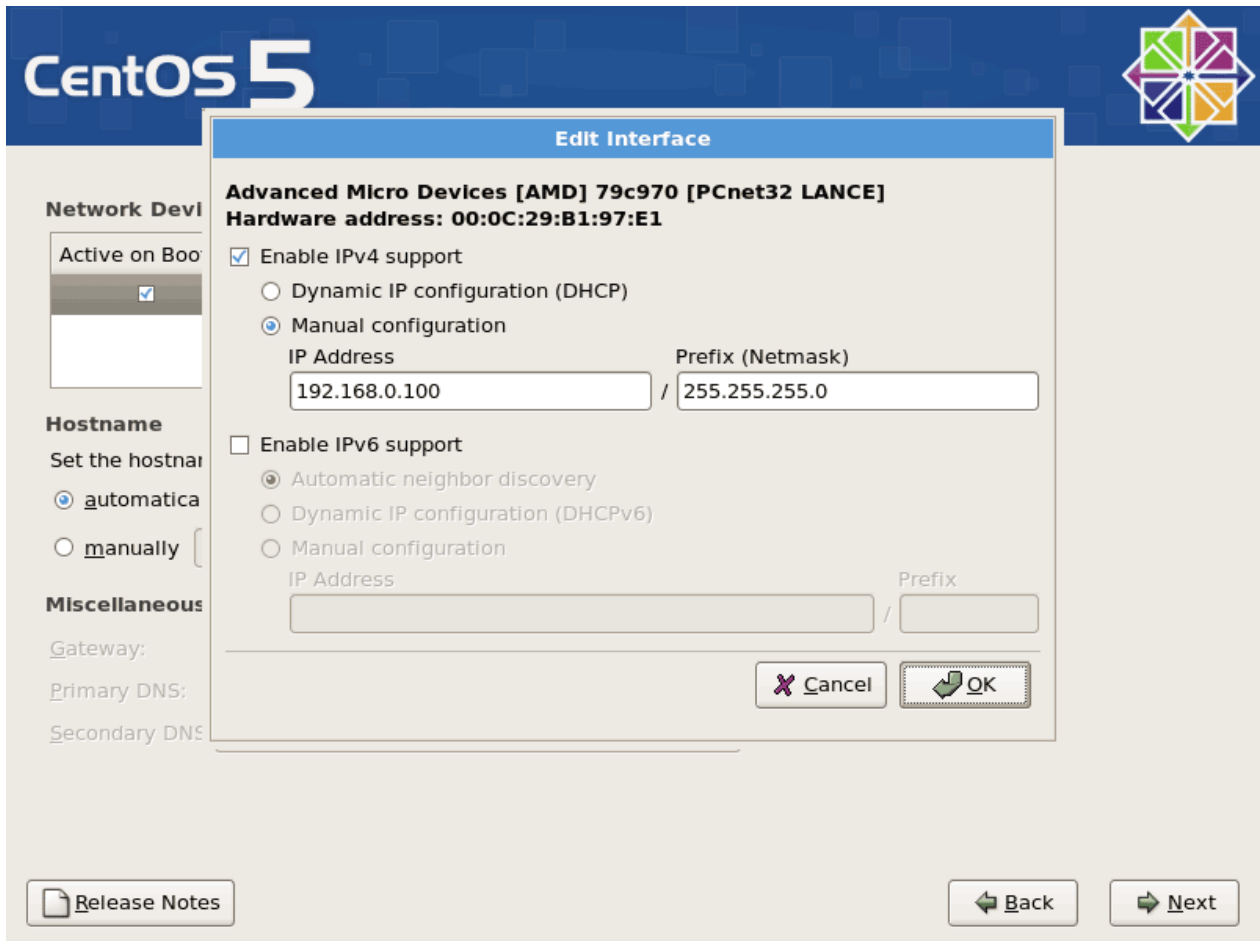 CentOS 5
Edit Interface
Advanced Micro Devices [AMD] 79c970 [PCnet32 LANCE]
Hardware address: 00:0C:29:B1:97:E1
Network Devi
Active on Boo
Enable IPv4 support
Dynamic IP configuration (DHCP)
Manual configuration
IP Address Prefix (Netmask)
192.168.0.100 / 255.255.255.0
Hostname
Set the hostnar
automatica
manually
Enable IPv6 support
Automatic neighbor discovery
Dynamic IP configuration (DHCPv6)
Manual configuration
IP Address Prefix
/
Miscellaneous
Gateway:
Primary DNS:
Secondary DNS
Cancel OK
Release Notes Back Next